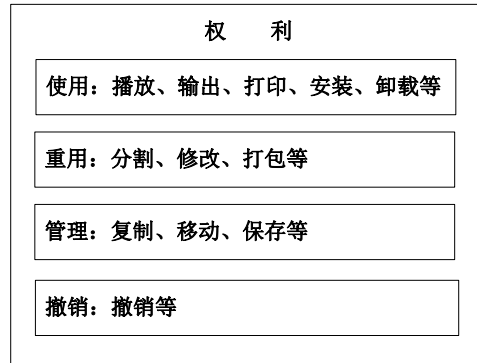 权 利
使用：播放、输出、打印、安装、卸载等
重用：分割、修改、打包等
管理：复制、移动、保存等
撤销：撤销等